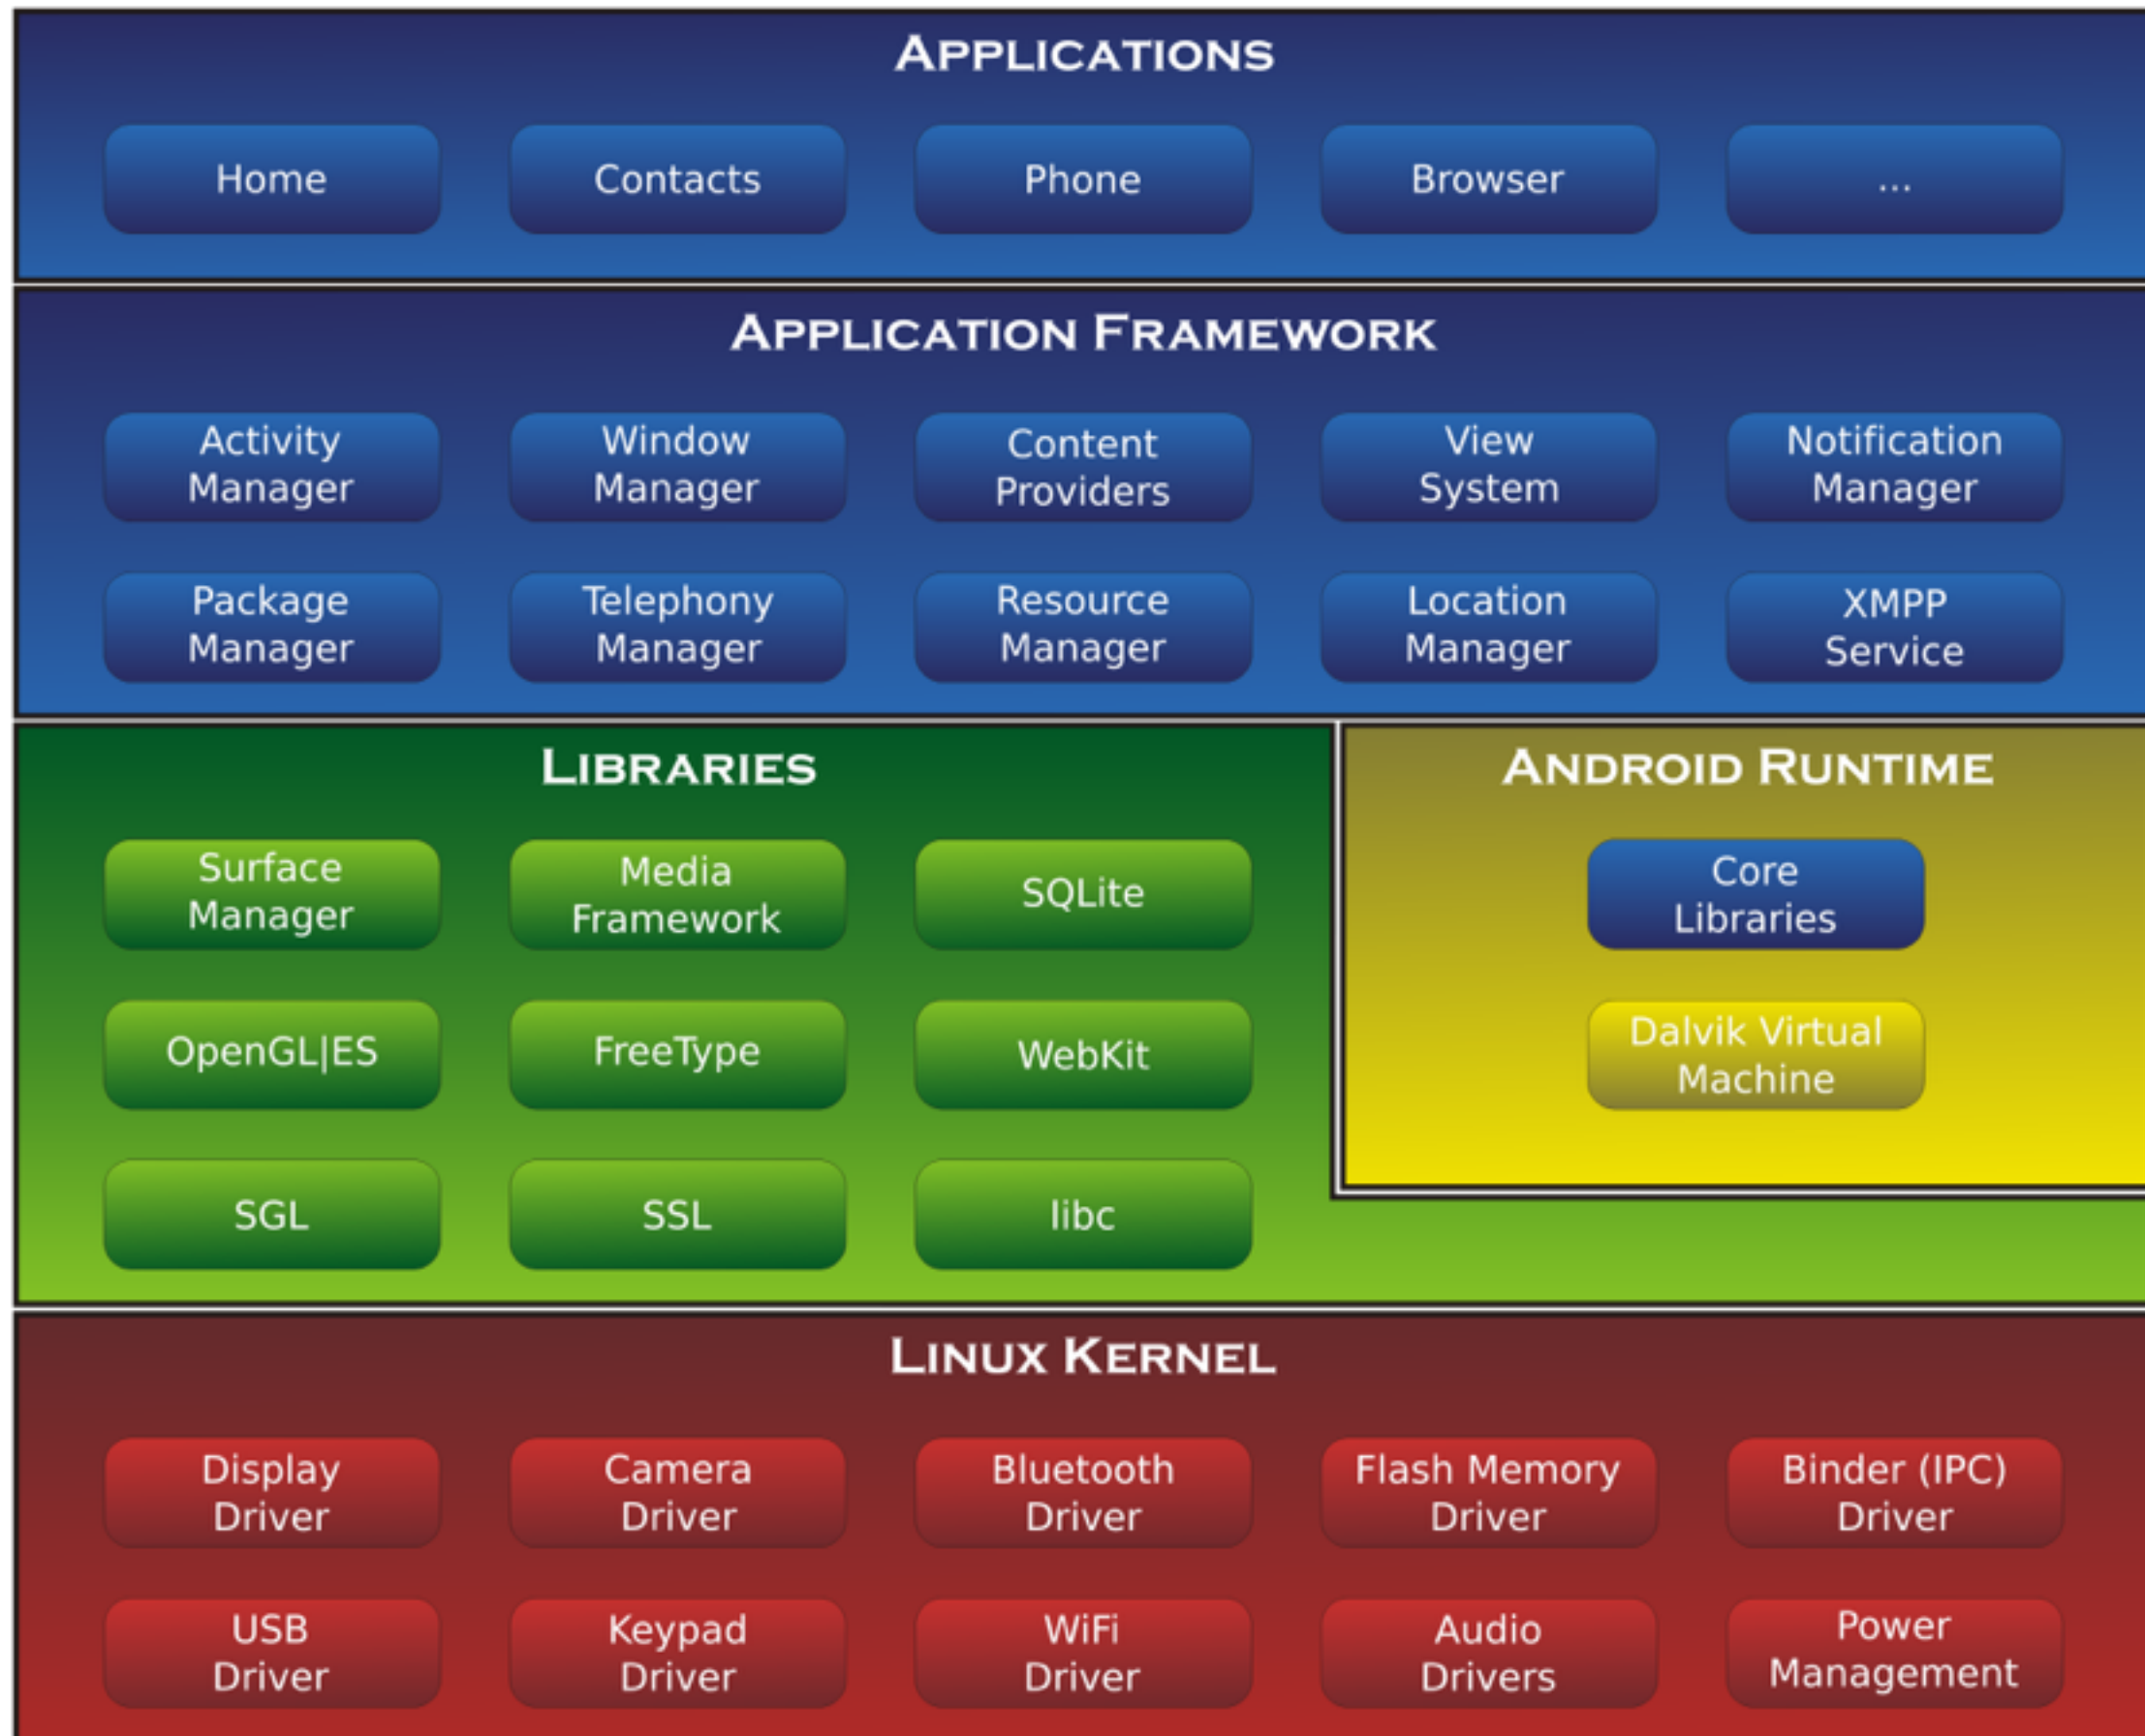 APPLICATIONS
Home
Contacts
Phone
Browser
...
APPLICATION FRAMEWORK
Activity
Manager
Window
Manager
Content
Providers
View
System
Notification
Manager
Package
Manager
Telephony
Manager
Resource
Manager
Location
Manager
XMPP
Service
LIBRARIES
Surface
Manager
Media
Framework
SQLite
OpenGL|ES
FreeType
WebKit
SGL
SSL
libc
ANDROID RUNTIME
Core
Libraries
Dalvik Virtual
Machine
LINUX KERNEL
Display
Driver
Camera
Driver
Bluetooth
Driver
Flash Memory
Driver
Binder (IPC)
Driver
USB
Driver
Keypad
Driver
WiFi
Driver
Audio
Drivers
Power
Management